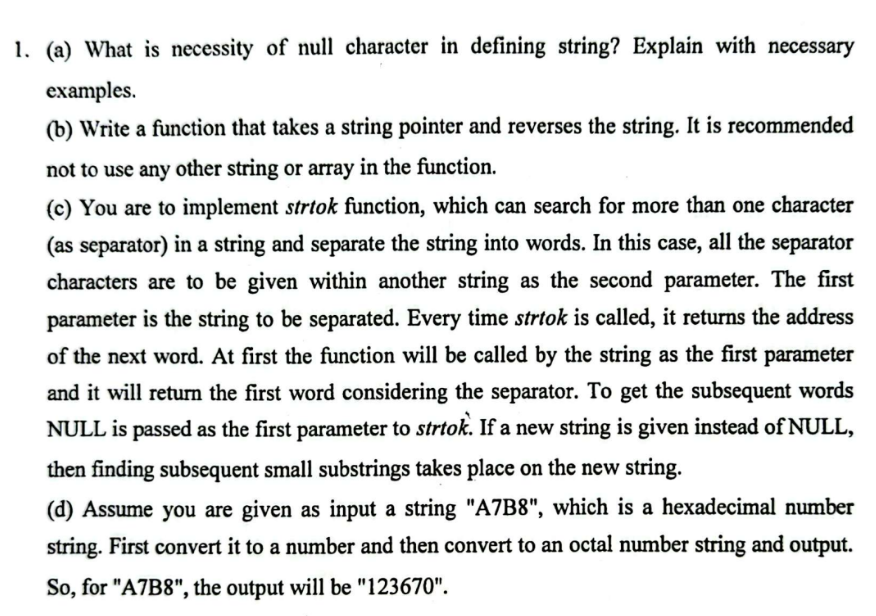 1. (a) What is necessity of null character in defining string? Explain with necessary
examples.
(b) Write a function that takes a string pointer and reverses the string. It is recommended
not to use any other string or array in the function.
(c) You are to implement strtok function, which can search for more than one character
(as separator) in a string and separate the string into words. In this case, all the separator
characters are to be given within another string as the second parameter. The first
parameter is the string to be separated. Every time strtok is called, it returns the address
of the next word. At first the function will be called by the string as the first parameter
and it will return the first word considering the separator. To get the subsequent words
NULL is passed as the first parameter to strtok. If a new string is given instead of NULL,
then finding subsequent small substrings takes place on the new string.
(d) Assume you are given as input a string "A7B8", which is a hexadecimal number
string. First convert it to a number and then convert to an octal number string and output.
So, for "A7B8", the output will be "123670".